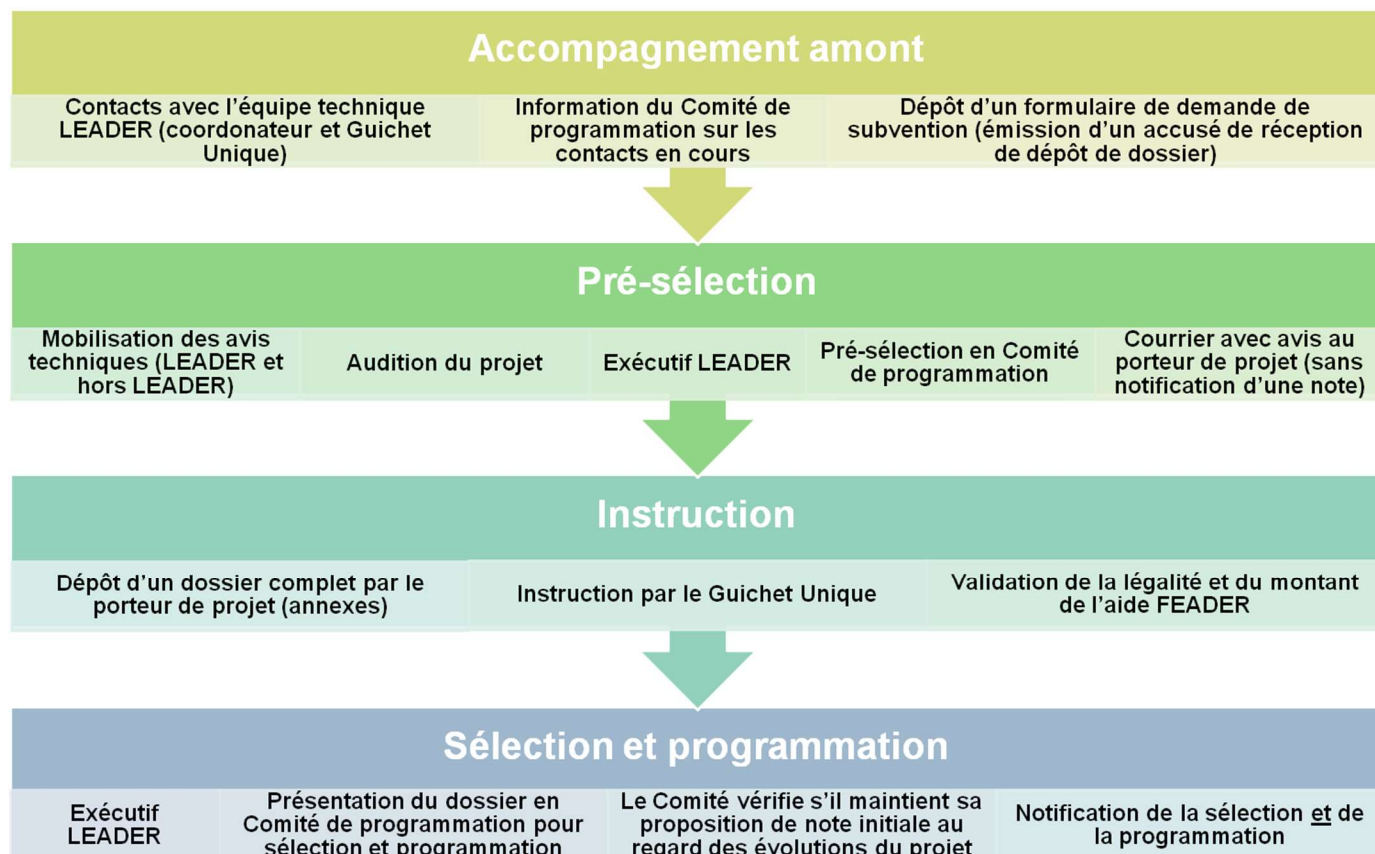 Accompagnement amont
Contacts avec l'équipe technique
LEADER (coordonateur et Guichet
Unique)
Information du Comité de
programmation sur les
contacts en cours
Dépôt d'un formulaire de demande de
subvention (émission d'un accusé de réception
de dépôt de dossier)
Pré-sélection
Mobilisation des avis
techniques (LEADER et
hors LEADER)
Audition du projet
Exécutif LEADER
Pré-sélection en Comité
de programmation
Courrier avec avis au
porteur de projet (sans
notification d'une note)
Instruction
Dépôt d'un dossier complet par le
porteur de projet (annexes)
Instruction par le Guichet Unique
Validation de la légalité et du montant
de l'aide FEADER
Sélection et programmation
Exécutif
LEADER
Présentation du dossier en
Comité de programmation pour
sélection et programmation
Le Comité vérifie s'il maintient sa
proposition de note initiale au
regard des évolutions du projet
Notification de la sélection et de
la programmation